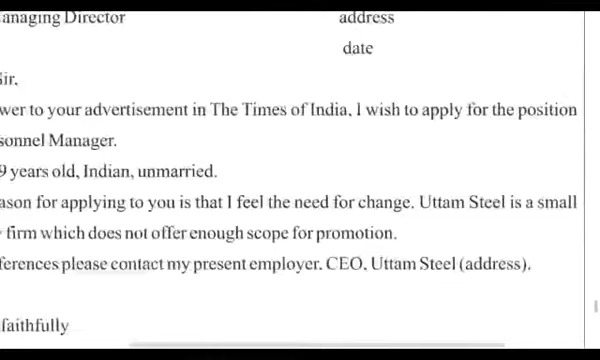 anaging Director address
date
Sir,
wer to your advertisement in The Times of India, I wish to apply for the position
sonnel Manager.
9 years old, Indian, unmarried.
ason for applying to you is that I feel the need for change. Uttam Steel is a small
firm which does not offer enough scope for promotion.
ferences please contact my present employer. CEO, Uttam Steel (address).
faithfully